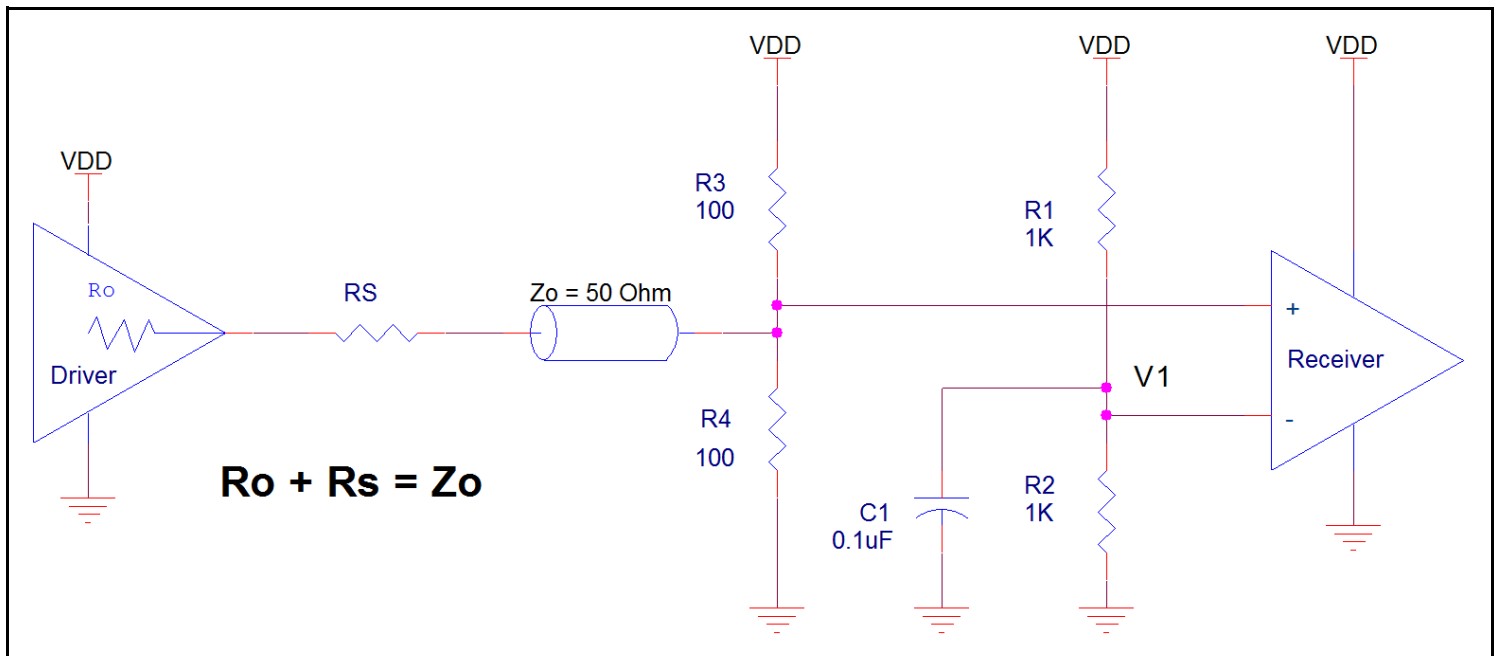 VDD
VDD
VDD
VDD
R3
100
R1
1K
Ro
RS
Zo = 50 Ohm
+
Driver
Receiver
V1
-
R4
100
Ro + Rs = Zo
R2
1K
C1
0.1uF